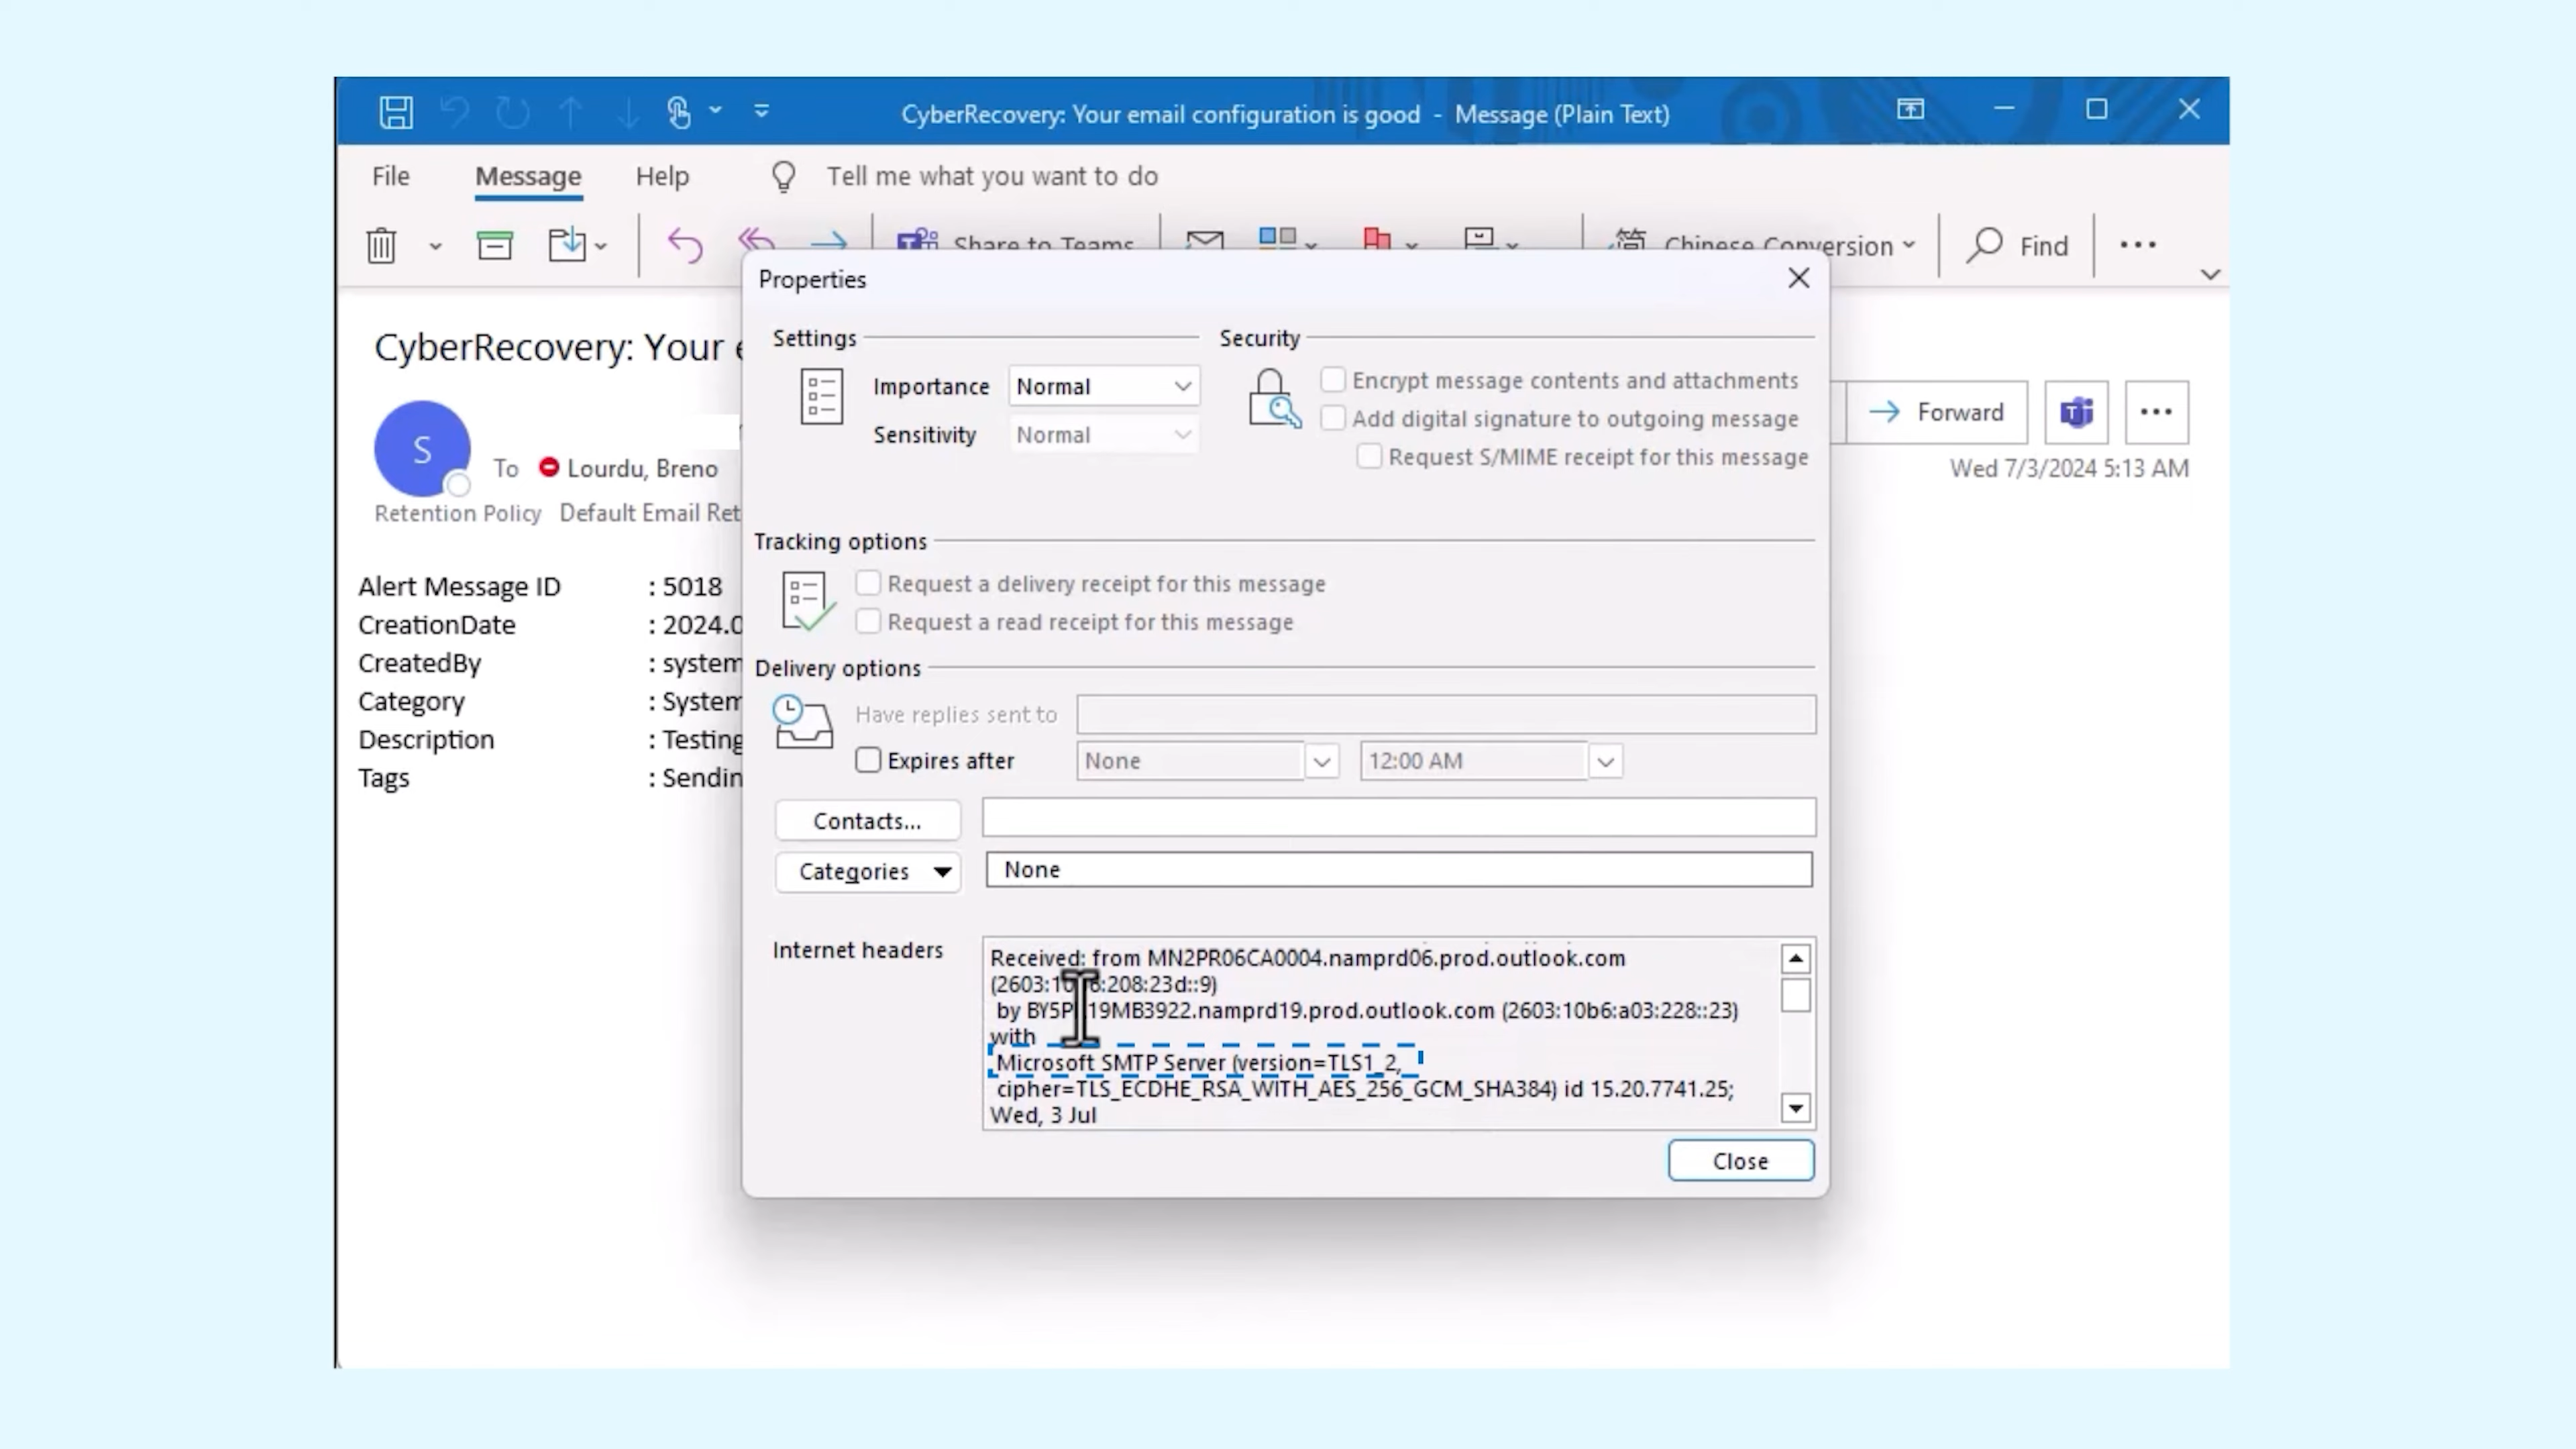 CyberRecovery: Your email configuration is good - Message (Plain Text)
File Message Help Tell me what you want to do
Share to Teams Chinese Conversion Find
Properties
CyberRecovery: Your
S
To Lourdu, Breno
Retention Policy Default Email Ret
Forward
Wed 7/3/2024 5:13 AM
Alert Message ID : 5018
CreationDate : 2024.0
CreatedBy : system
Category : System
Description : Testing
Tags : Sendin
Settings
Importance Normal
Sensitivity Normal
Security
Encrypt message contents and attachments
Add digital signature to outgoing message
Request S/MIME receipt for this message
Tracking options
Request a delivery receipt for this message
Request a read receipt for this message
Delivery options
Have replies sent to
Expires after None 12:00 AM
Contacts...
Categories None
Internet headers
Received: from MN2PR06CA0004.namprd06.prod.outlook.com
by
19MB3922.namprd19.prod.outlook.com (2603:10b6:a03:228::23)
with
Microsoft SMTP Server (version=TLS1_2,
cipher=TLS_ECDHE_RSA_WITH_AES_256_GCM_SHA384) id 15.20.7741.25;
Wed, 3 Jul
Close